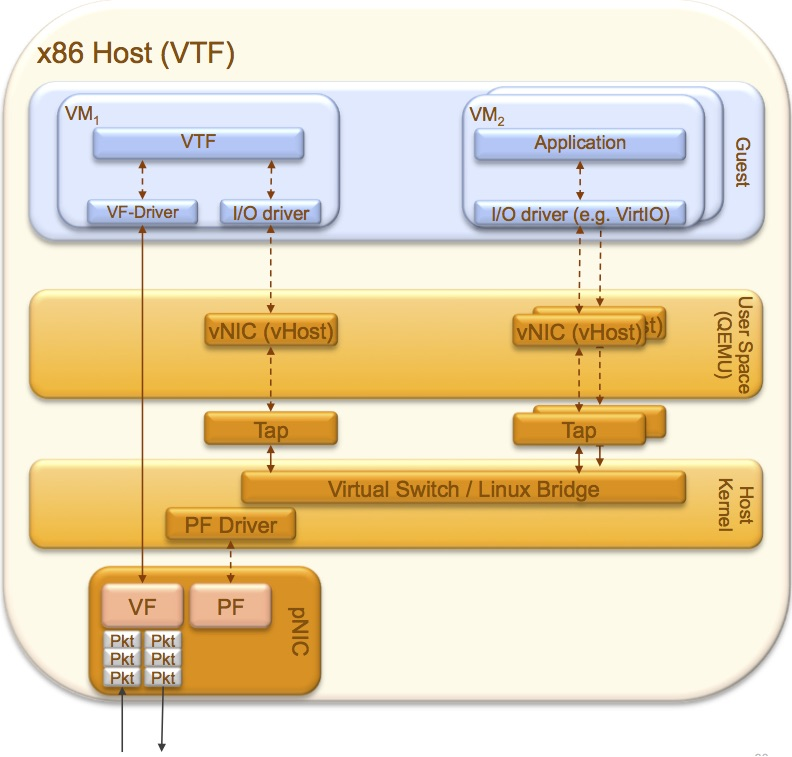 x86 Host (VTF)
VM1
VTF
VF-Driver
I/O driver
VM2
Application
I/O driver (e.g. VirtIO)
Guest
vNIC (vHost)
vNIC (vHost)
st)
User Space
(QEMU)
Tap
Tap
Virtual Switch / Linux Bridge
PF Driver
Host
Kernel
VF
PF
pNIC
Pkt Pkt
Pkt Pkt
Pkt Pkt